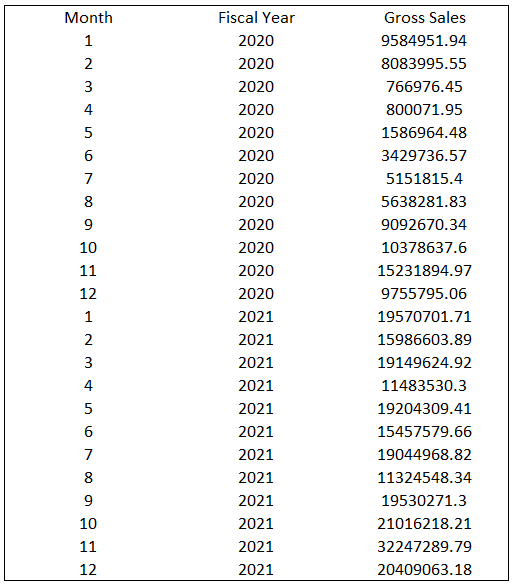 Month Fiscal Year Gross Sales
1 2020 9584951.94
2 2020 8083995.55
3 2020 766976.45
4 2020 800071.95
5 2020 1586964.48
6 2020 3429736.57
7 2020 5151815.4
8 2020 5638281.83
9 2020 9092670.34
10 2020 10378637.6
11 2020 15231894.97
12 2020 9755795.06
1 2021 19570701.71
2 2021 15986603.89
3 2021 19149624.92
4 2021 11483530.3
5 2021 19204309.41
6 2021 15457579.66
7 2021 19044968.82
8 2021 11324548.34
9 2021 19530271.3
10 2021 21016218.21
11 2021 32247289.79
12 2021 20409063.18